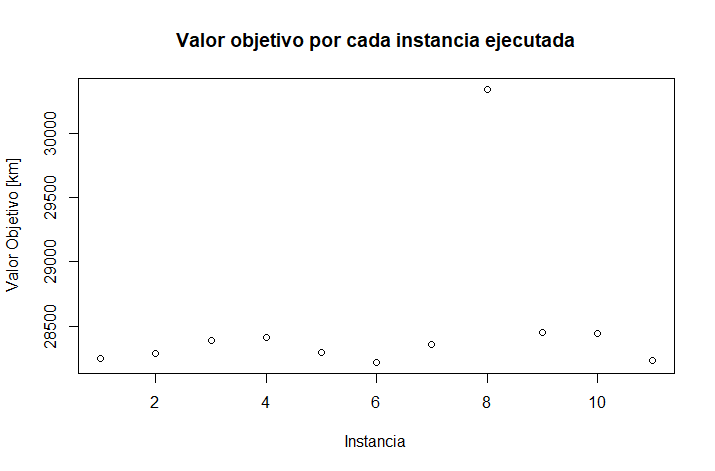 Valor objetivo por cada instancia ejecutada
Valor Objetivo [km]
30000
29500
29000
28500
2 4 6 8 10
Instancia